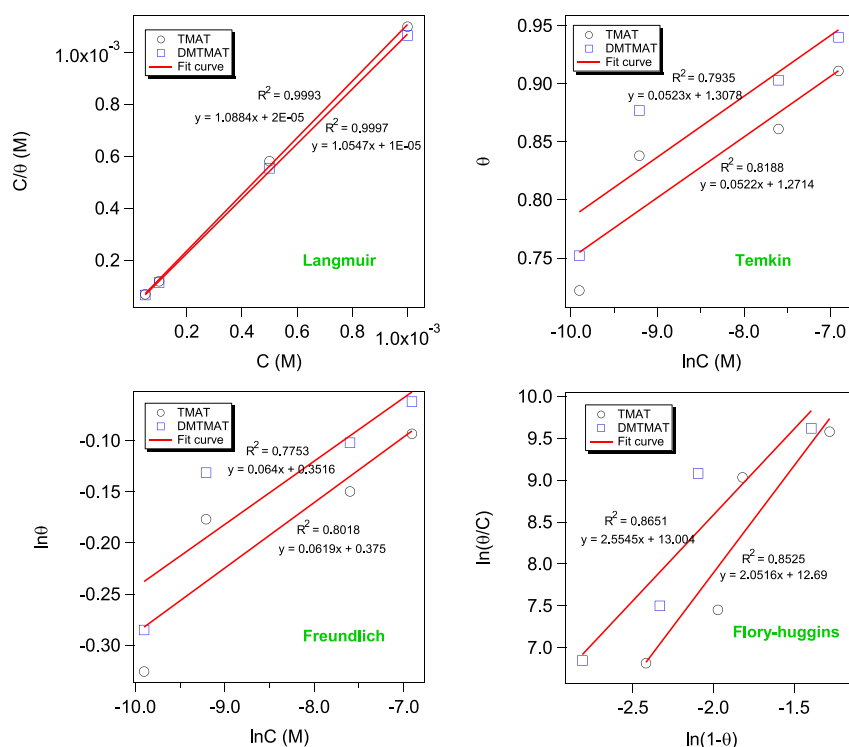 TMAT
DMTMAT
Fit curve
1.0x10-3
0.8
0.6
0.4
0.2
C/θ (M)
R2 = 0.9993
y = 1.0884x + 2E-05
R2 = 0.9997
y = 1.0547x + 1E-05
Langmuir
0.2 0.4 0.6 0.8 1.0x10-3
C (M)
TMAT
DMTMAT
Fit curve
0.95
0.90
0.85
0.80
0.75
θ
R2 = 0.7935
y = 0.0523x + 1.3078
R2 = 0.8188
y = 0.0522x + 1.2714
Temkin
-10.0 -9.0 -8.0 -7.0
lnC (M)
TMAT
DMTMAT
Fit curve
-0.10
-0.15
-0.20
-0.25
-0.30
lnθ
R2 = 0.7753
y = 0.064x + 0.3516
R2 = 0.8018
y = 0.0619x + 0.375
Freundlich
-10.0 -9.0 -8.0 -7.0
lnC (M)
TMAT
DMTMAT
Fit curve
10.0
9.5
9.0
8.5
8.0
7.5
7.0
ln(θ/C)
R2 = 0.8651
y = 2.5545x + 13.004
R2 = 0.8525
y = 2.0516x + 12.69
Flory-huggins
-2.5 -2.0 -1.5
ln(1-θ)